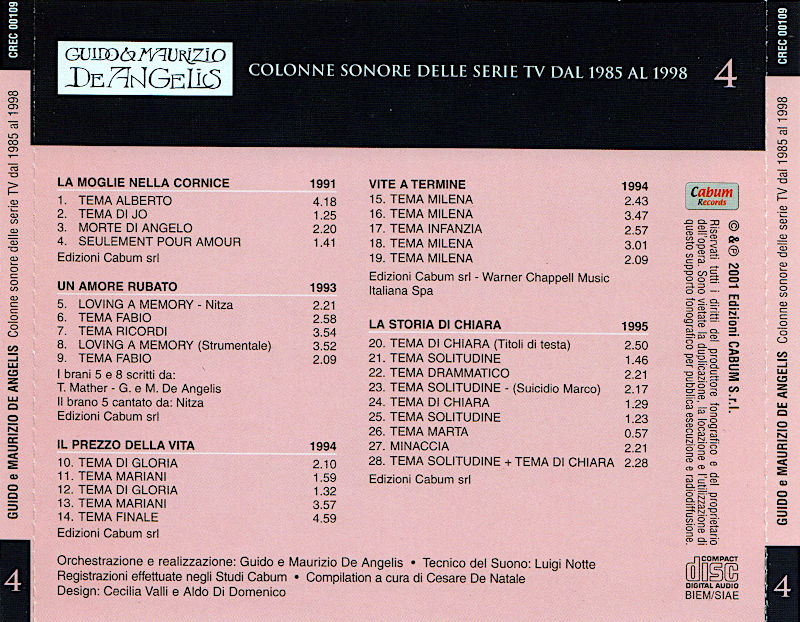 GUIDO & MAURIZIO
DE ANGELIS
COLONNE SONORE DELLE SERIE TV DAL 1985 AL 1998
4
LA MOGLIE NELLA CORNICE 1991
1. TEMA ALBERTO 4.18
2. TEMA DI JO 1.25
3. MORTE DI ANGELO 2.20
4. SEULEMENT POUR AMOUR 1.41
Edizioni Cabum srl
UN AMORE RUBATO 1993
5. LOVING A MEMORY - Nitza 2.21
6. TEMA FABIO 2.58
7. TEMA RICORDI 3.54
8. LOVING A MEMORY (Strumentale) 3.52
9. TEMA FABIO 2.09
I brani 5 e 8 scritti da:
T. Mather - G. e M. De Angelis
Il brano 5 cantato da: Nitza
Edizioni Cabum srl
IL PREZZO DELLA VITA 1994
10. TEMA DI GLORIA 2.10
11. TEMA MARIANI 1.59
12. TEMA DI GLORIA 1.32
13. TEMA MARIANI 3.57
14. TEMA FINALE 4.59
Edizioni Cabum srl
VITE A TERMINE 1994
15. TEMA MILENA 2.43
16. TEMA MILENA 3.47
17. TEMA INFANZIA 2.57
18. TEMA MILENA 3.01
19. TEMA MILENA 2.09
Edizioni Cabum srl - Warner Chappell Music
Italiana Spa
LA STORIA DI CHIARA 1995
20. TEMA DI CHIARA (Titoli di testa) 2.50
21. TEMA SOLITUDINE 1.46
22. TEMA DRAMMATICO 2.21
23. TEMA SOLITUDINE - (Suicidio Marco) 2.17
24. TEMA DI CHIARA 1.29
25. TEMA SOLITUDINE 1.23
26. TEMA MARTA 0.57
27. MINACCIA 2.21
28. TEMA SOLITUDINE + TEMA DI CHIARA 2.28
Edizioni Cabum srl
Orchestrazione e realizzazione: Guido e Maurizio De Angelis • Tecnico del Suono: Luigi Notte
Registrazioni effettuate negli Studi Cabum • Compilation a cura di Cesare De Natale
Design: Cecilia Valli e Aldo Di Domenico
Cabum
Records
© & ℗ 2001 Edizioni CABUM S.r.l.
Riservati tutti i diritti del produttore fonografico e del proprietario
dell'opera. Sono vietate la duplicazione, la locazione e l'utilizzazione di
questo supporto fonografico per pubblica esecuzione e radiodiffusione.
COMPACT
disc
DIGITAL AUDIO
BIEM/SIAE
GUIDO e MAURIZIO DE ANGELIS Colonne sonore delle serie TV dal 1985 al 1998
CREC 00109
4
GUIDO e MAURIZIO DE ANGELIS Colonne sonore delle serie TV dal 1985 al 1998
CREC 00109
4